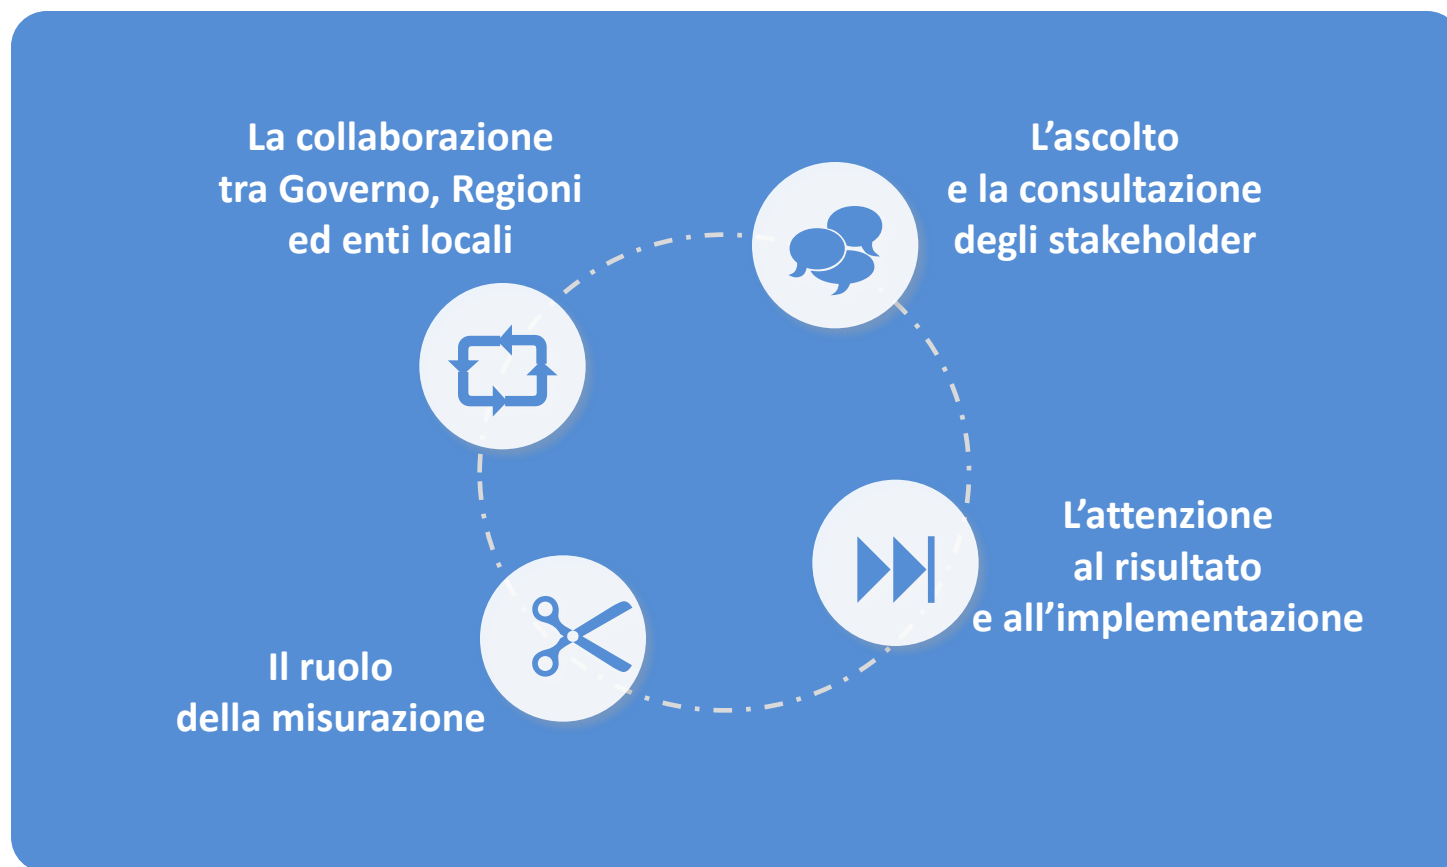 La collaborazione
tra Governo, Regioni
ed enti locali
L’ascolto
e la consultazione
degli stakeholder
L’attenzione
al risultato
e all’implementazione
Il ruolo
della misurazione